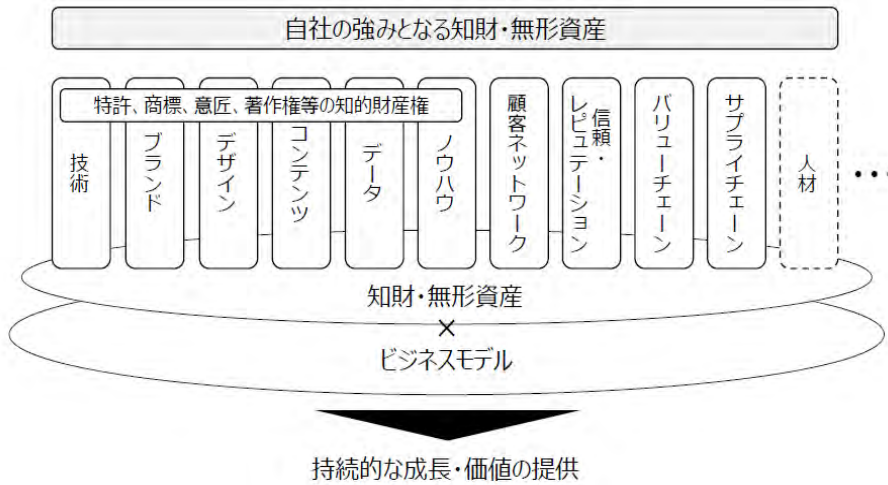 自社の強みとなる知財・無形資産
特許、商標、意匠、著作権等の知的財産権
技術
ブランド
デザイン
コンテンツ
データ
ノウハウ
顧客ネットワーク
信頼・
レピュテーション
バリューチェーン
サプライチェーン
人材
・・・
知財・無形資産
×
ビジネスモデル
持続的な成長・価値の提供